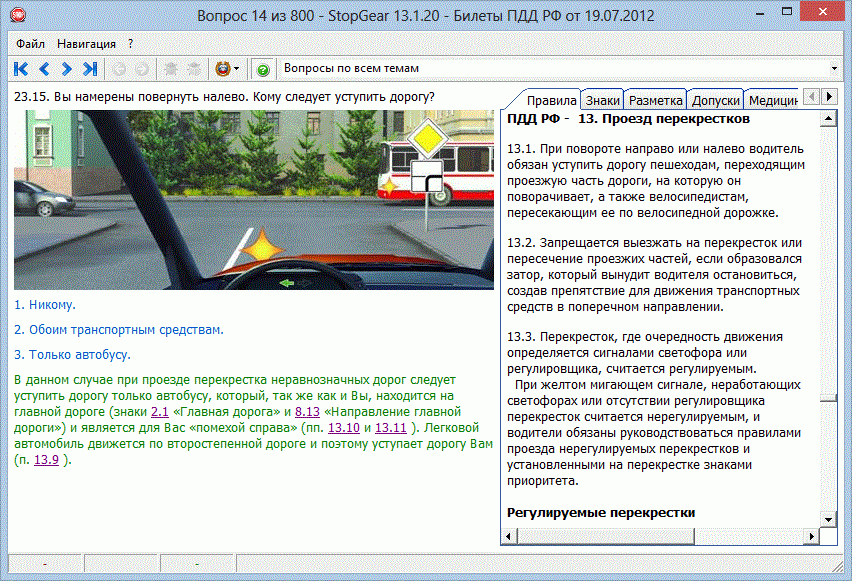 Вопрос 14 из 800 - StopGear 13.1.20 - Билеты ПДД РФ от 19.07.2012
Файл Навигация ?
Вопросы по всем темам
23.15. Вы намерены повернуть налево. Кому следует уступить дорогу?
1. Никому.
2. Обоим транспортным средствам.
3. Только автобусу.
В данном случае при проезде перекрестка неравнозначных дорог следует
уступить дорогу только автобусу, который, так же как и Вы, находится на
главной дороге (знаки 2.1 «Главная дорога» и 8.13 «Направление главной
дороги») и является для Вас «помехой справа» (пп. 13.10 и 13.11 ). Легковой
автомобиль движется по второстепенной дороге и поэтому уступает дорогу Вам
(п. 13.9 ).
Правила Знаки Разметка Допуски Медицин
ПДД РФ - 13. Проезд перекрестков
13.1. При повороте направо или налево водитель
обязан уступить дорогу пешеходам, переходящим
проезжую часть дороги, на которую он
поворачивает, а также велосипедистам,
пересекающим ее по велосипедной дорожке.
13.2. Запрещается выезжать на перекресток или
пересечение проезжих частей, если образовался
затор, который вынудит водителя остановиться,
создав препятствие для движения транспортных
средств в поперечном направлении.
13.3. Перекресток, где очередность движения
определяется сигналами светофора или
регулировщика, считается регулируемым.
При желтом мигающем сигнале, неработающих
светофорах или отсутствии регулировщика
перекресток считается нерегулируемым, и
водители обязаны руководствоваться правилами
проезда нерегулируемых перекрестков и
установленными на перекрестке знаками
приоритета.
Регулируемые перекрестки
- -